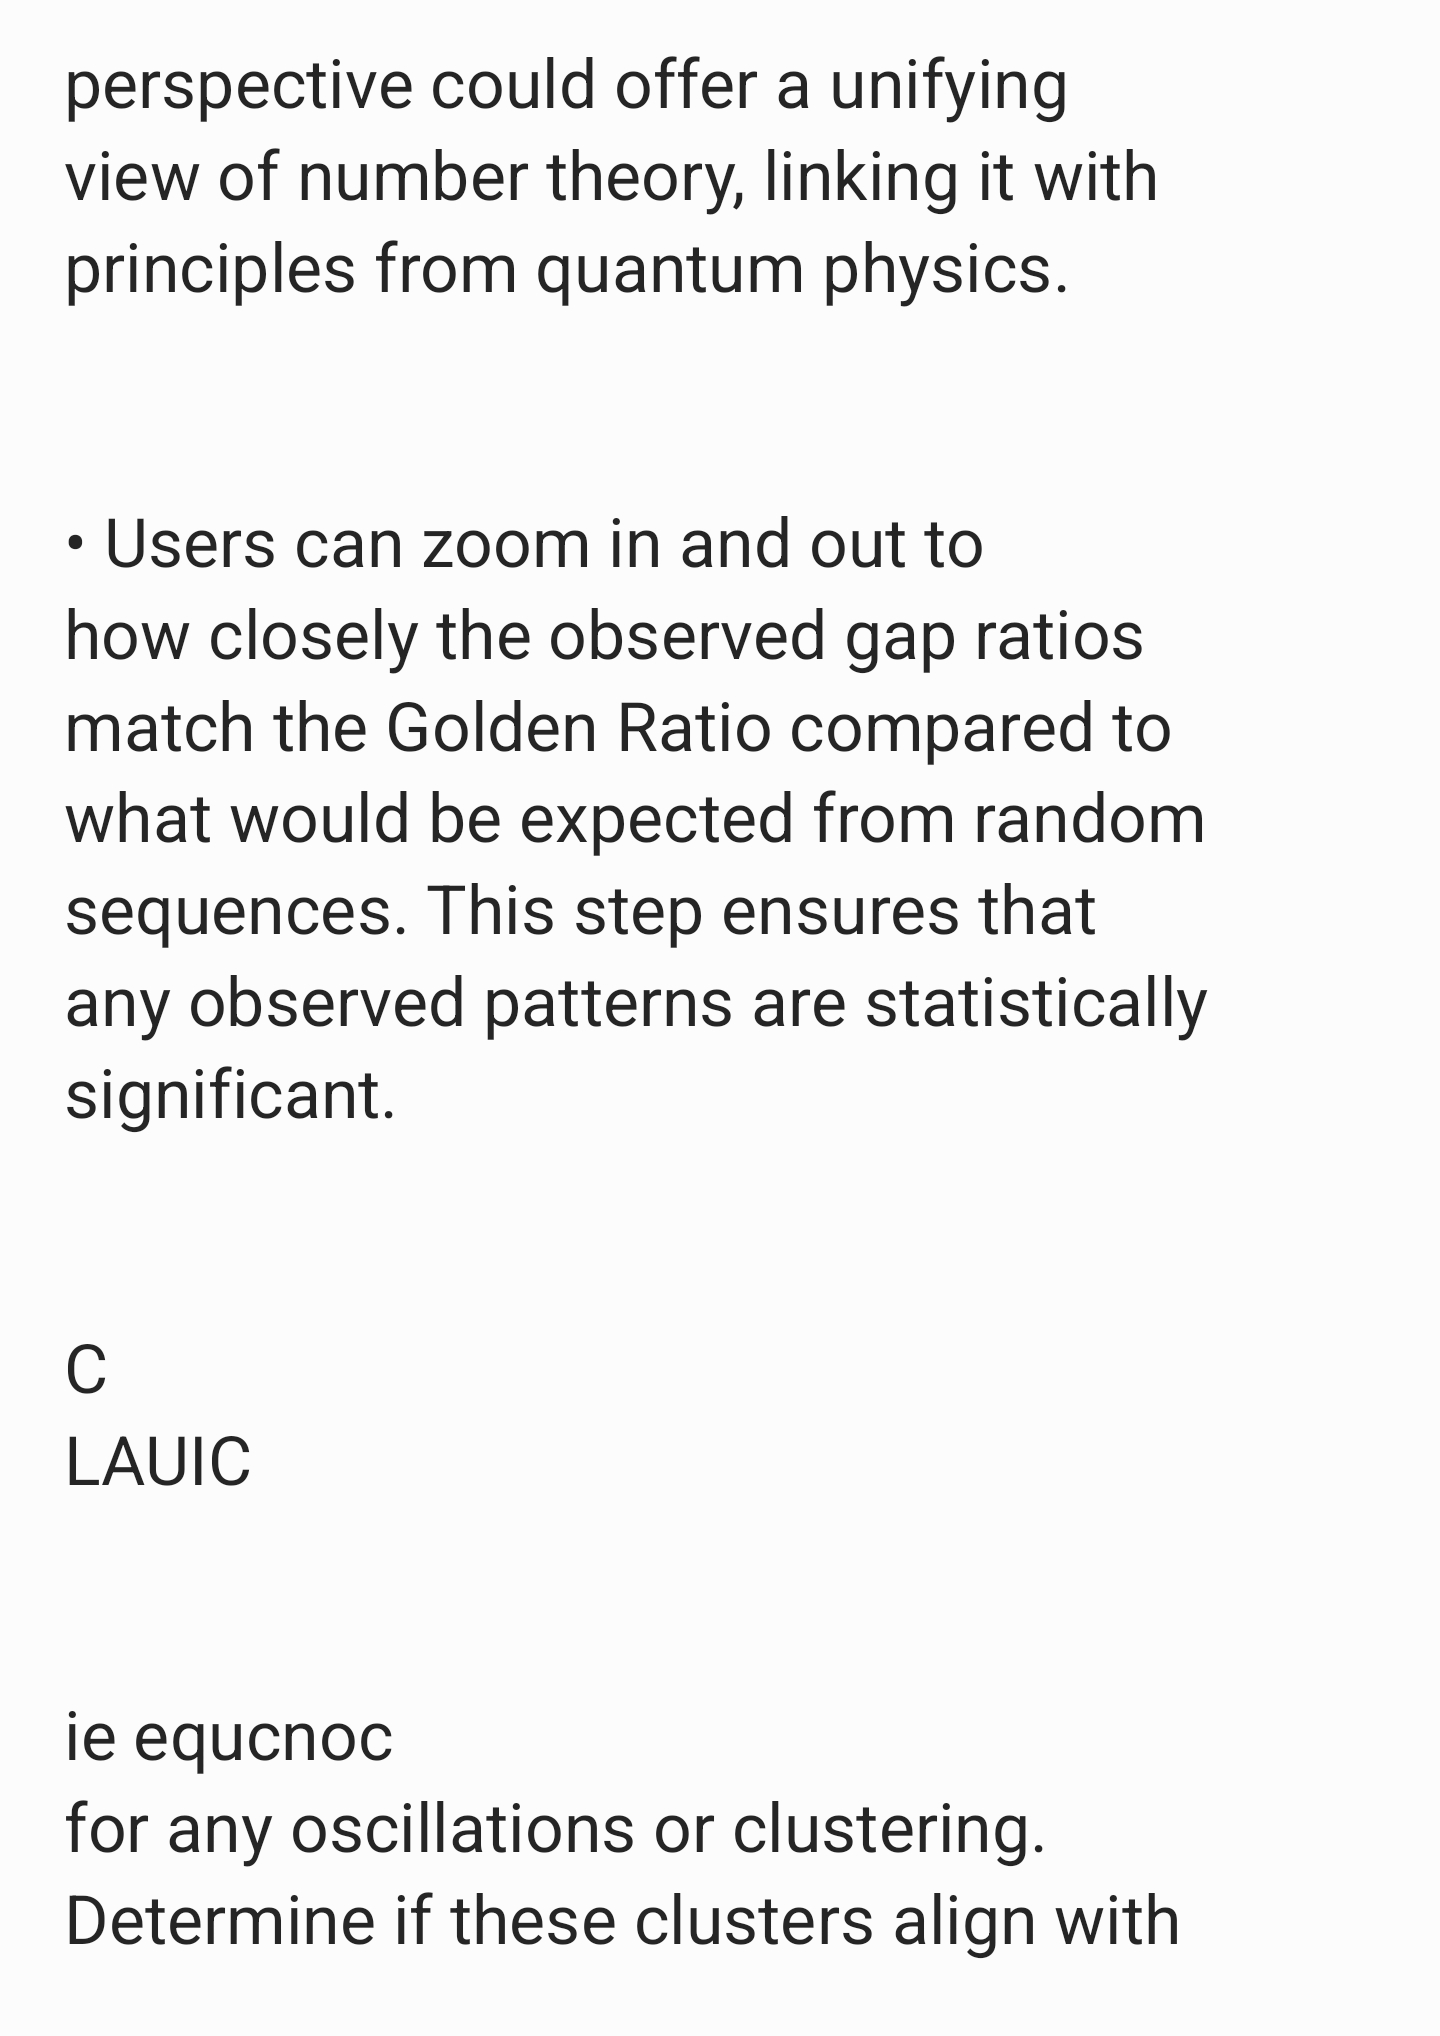 perspective could offer a unifying
view of number theory, linking it with
principles from quantum physics.
• Users can zoom in and out to
how closely the observed gap ratios
match the Golden Ratio compared to
what would be expected from random
sequences. This step ensures that
any observed patterns are statistically
significant.
C
LAUIC
ie equcnoc
for any oscillations or clustering.
Determine if these clusters align with